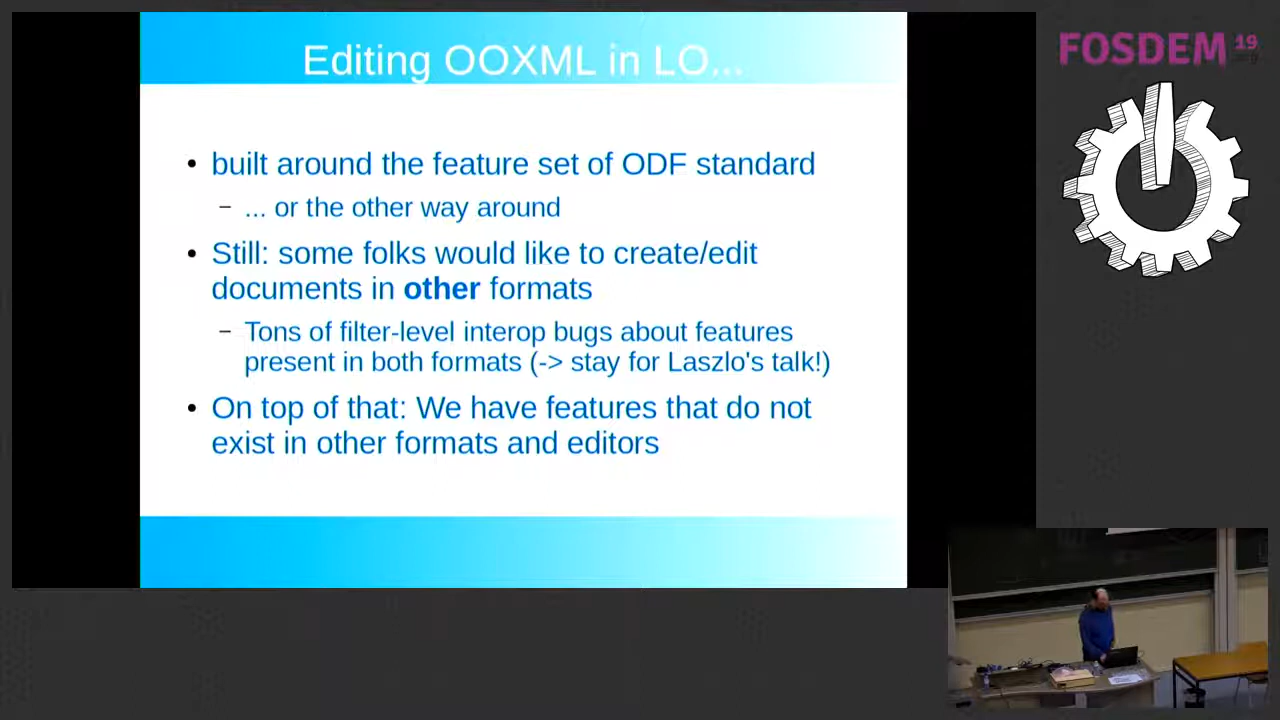 Editing OOXML in LO...
built around the feature set of ODF standard
... or the other way around
Still: some folks would like to create/edit
documents in other formats
Tons of filter-level interop bugs about features
present in both formats (-> stay for Laszlo's talk!)
On top of that: We have features that do not
exist in other formats and editors
FOSDEM 19